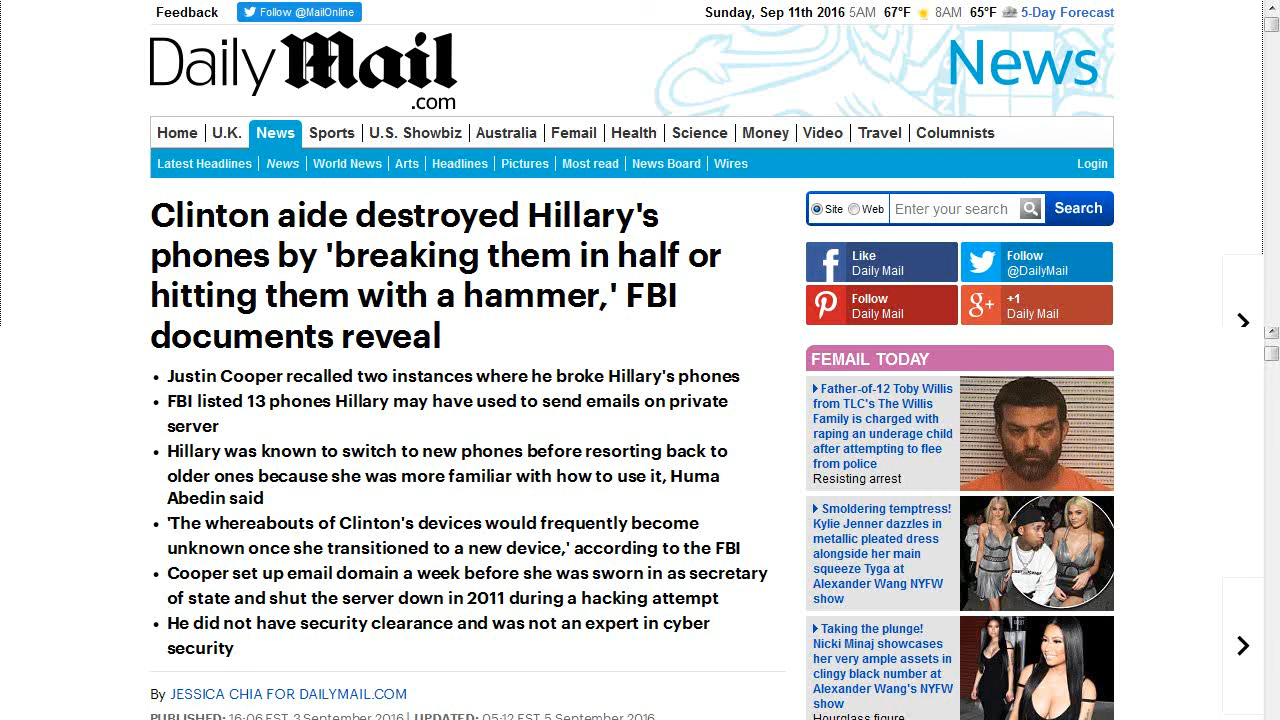 Feedback
Follow @MailOnline
Sunday, Sep 11th 2016 5AM 67°F 8AM 65°F 5-Day Forecast
Daily Mail
.com
News
Home U.K. News Sports U.S. Showbiz Australia Femail Health Science Money Video Travel Columnists
Latest Headlines News World News Arts Headlines Pictures Most read News Board Wires Login
Clinton aide destroyed Hillary's
phones by 'breaking them in half or
hitting them with a hammer,' FBI
documents reveal
• Justin Cooper recalled two instances where he broke Hillary's phones
• FBI listed 13 phones Hillary may have used to send emails on private
server
• Hillary was known to switch to new phones before resorting back to
older ones because she was more familiar with how to use it, Huma
Abedin said
• 'The whereabouts of Clinton's devices would frequently become
unknown once she transitioned to a new device,' according to the FBI
• Cooper set up email domain a week before she was sworn in as secretary
of state and shut the server down in 2011 during a hacking attempt
• He did not have security clearance and was not an expert in cyber
security
By JESSICA CHIA FOR DAILYMAIL.COM
PUBLISHED: 16:06 EST, 3 September 2016 | UPDATED: 05:12 EST, 5 September 2016
Site Web Enter your search Search
Like
Daily Mail
Follow
@DailyMail
Follow
Daily Mail
g+
+1
Daily Mail
FEMAIL TODAY
Father-of-12 Toby Willis
from TLC's The Willis
Family is charged with
raping an underage child
after attempting to flee
from police
Resisting arrest
Smoldering temptress!
Kylie Jenner dazzles in
metallic pleated dress
alongside her main
squeeze Tyga at
Alexander Wang NYFW
show
Taking the plunge!
Nicki Minaj showcases
her very ample assets in
clingy black number at
Alexander Wang's NYFW
show
Hourglass figure